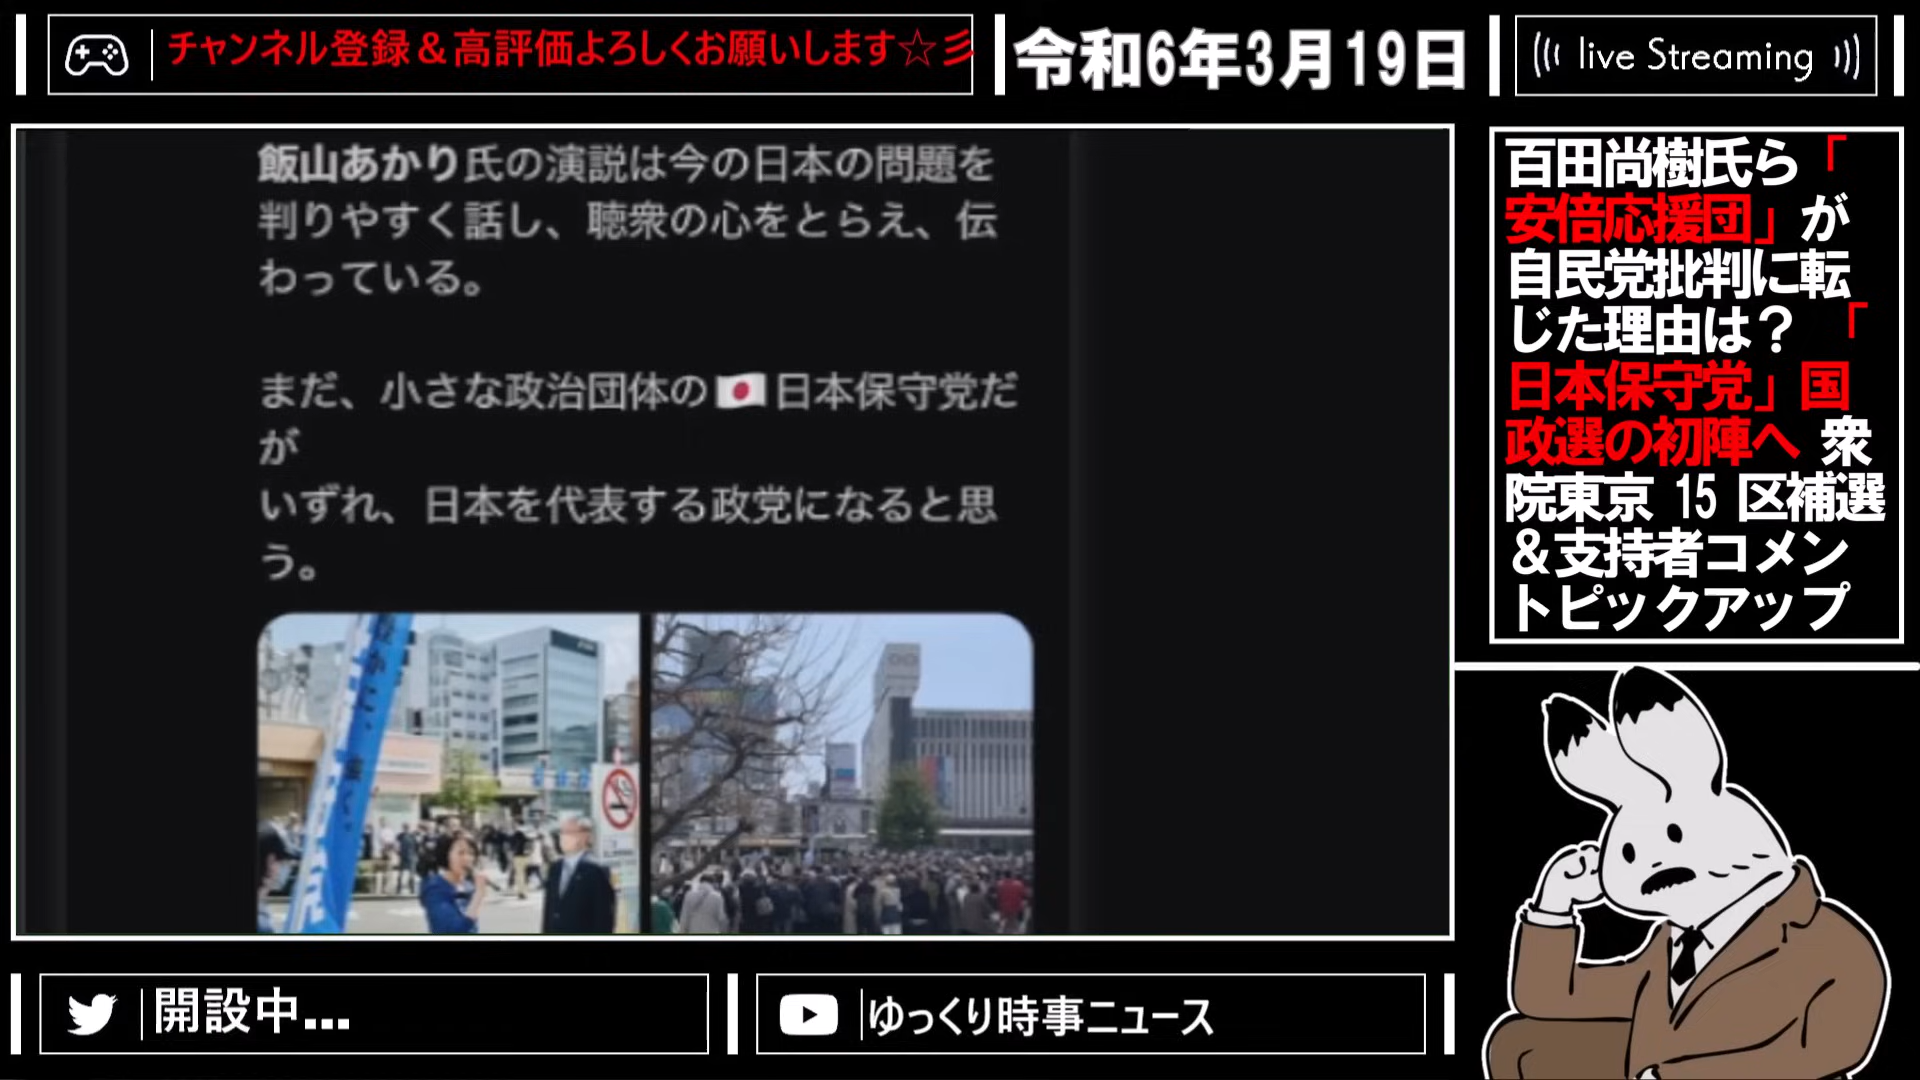 チャンネル登録＆高評価よろしくお願いします☆彡
令和6年3月19日
live Streaming
飯山あかり氏の演説は今の日本の問題を
判りやすく話し、聴衆の心をとらえ、伝
わっている。
まだ、小さな政治団体の🇯🇵日本保守党だ
が
いずれ、日本を代表する政党になると思
う。
百田尚樹氏ら「
安倍応援団」が
自民党批判に転
じた理由は？「
日本保守党」国
政選の初陣へ 衆
院東京 15 区補選
＆支持者コメン
トピックアップ
開設中...
ゆっくり時事ニュース